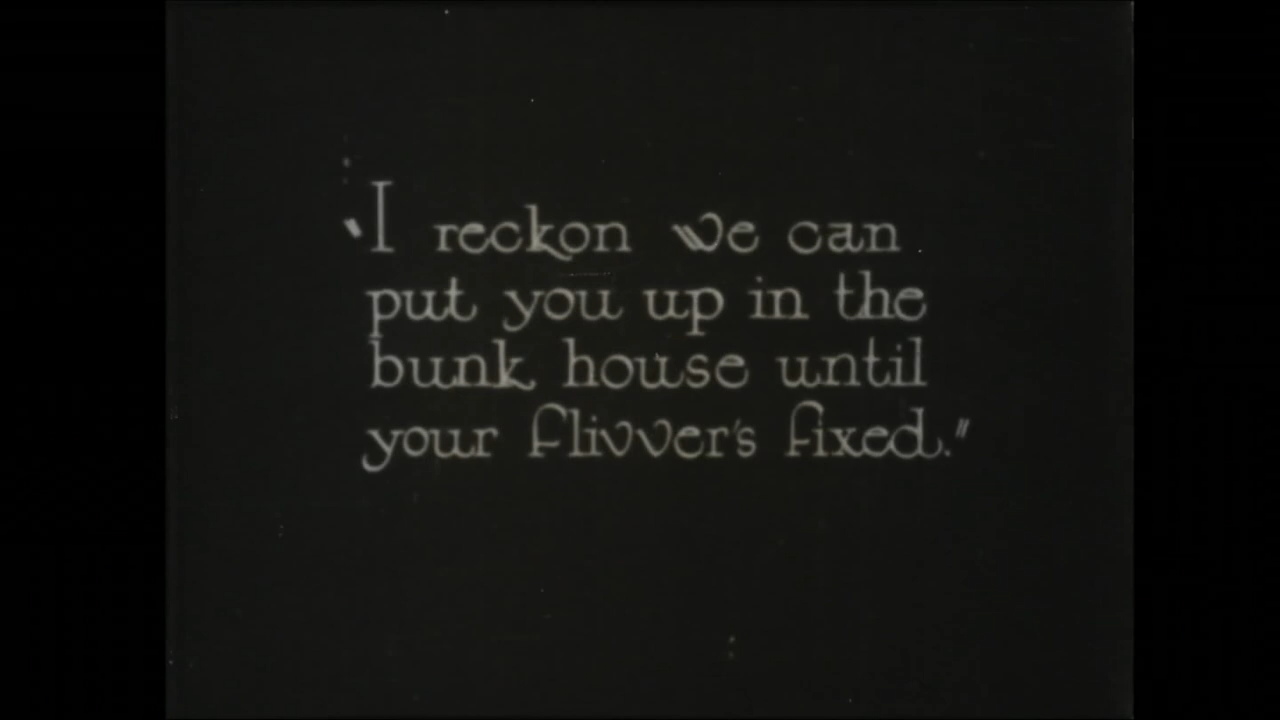 "I reckon we can
put you up in the
bunk house until
your flivver's fixed."